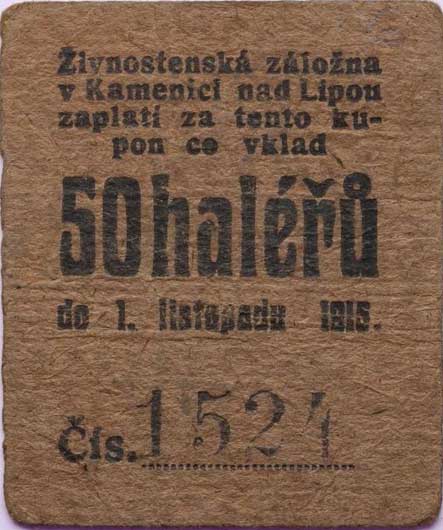 Živnostenská záložna
v Kamenici nad Lipou
zaplatí za tento ku-
pon co vklad
50 haléřů
do 1. listopadu 1915.
Čís. 1524